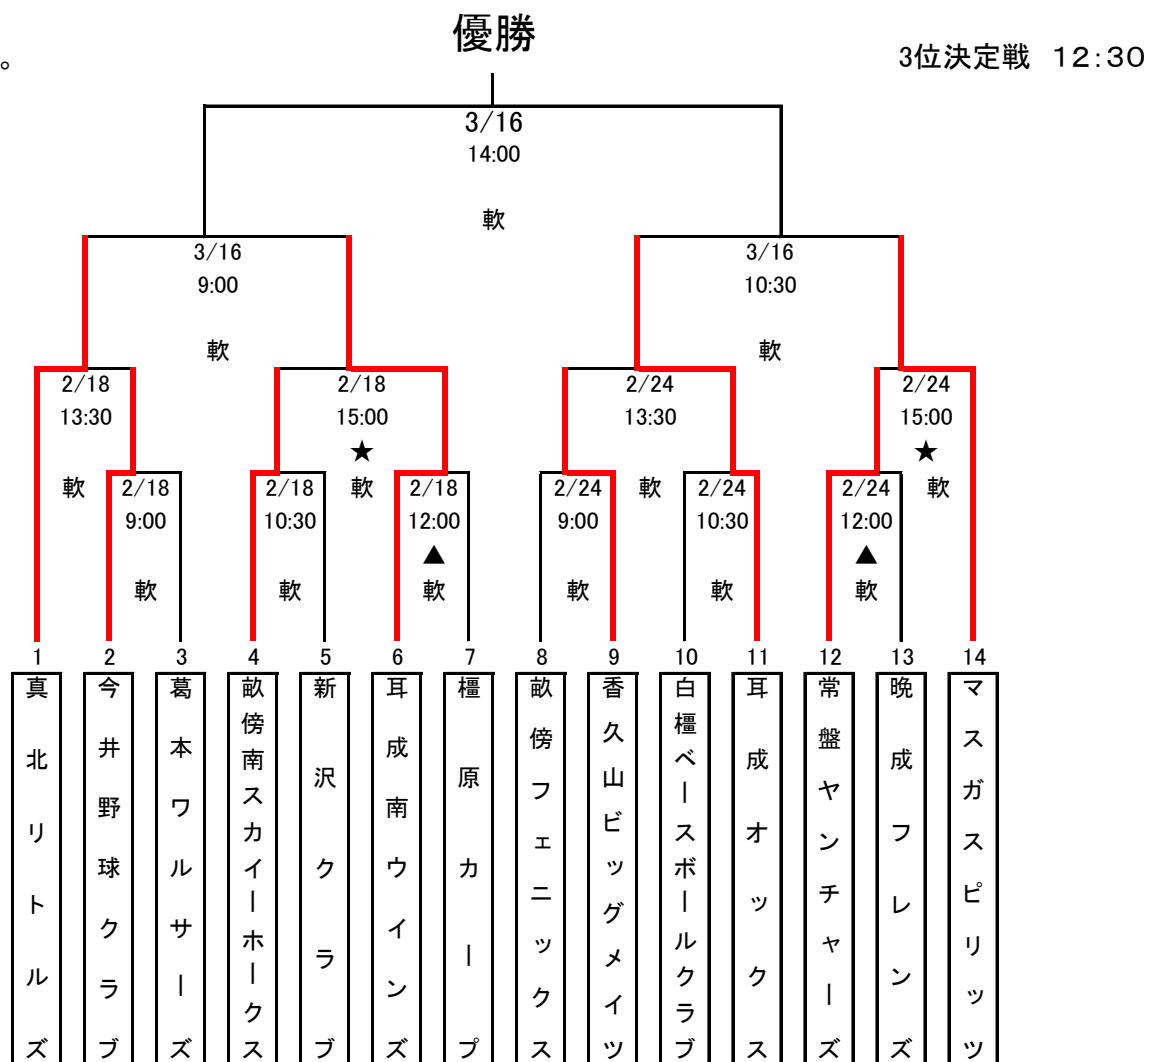 優勝
。
3位決定戦 12:30
3/16
14:00
軟
3/16
9:00
軟
3/16
10:30
軟
2/18
13:30
軟
2/18
15:00
★
軟
2/24
13:30
軟
2/24
15:00
★
軟
2/18
9:00
軟
2/18
10:30
軟
2/18
12:00
▲
軟
2/24
9:00
軟
2/24
10:30
軟
2/24
12:00
▲
軟
1
真北リトルズ
2
今井野球クラブ
3
葛本ワルサーズ
4
畝傍南スカイーホークス
5
新沢クラブ
6
耳成南ウインズ
7
橿原カープ
8
畝傍フェニックス
9
香久山ビッグメイツ
10
白橿ベースボールクラブ
11
耳成オックス
12
常盤ヤンチャーズ
13
晩成フレンズ
14
マスガスピリッツ